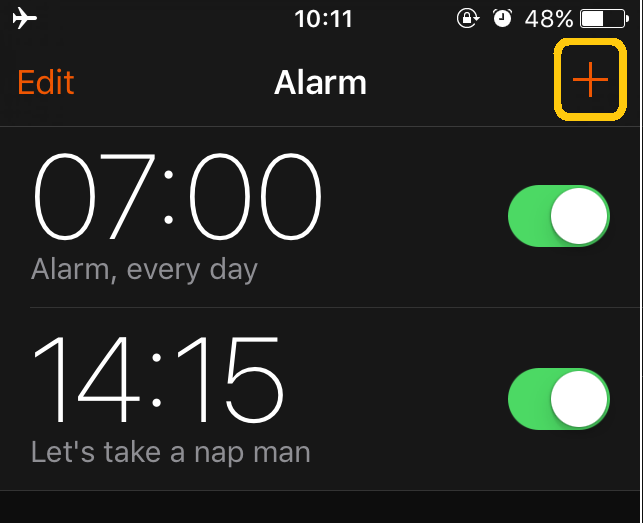 10:11 48%
Edit Alarm +
07:00
Alarm, every day
14:15
Let's take a nap man